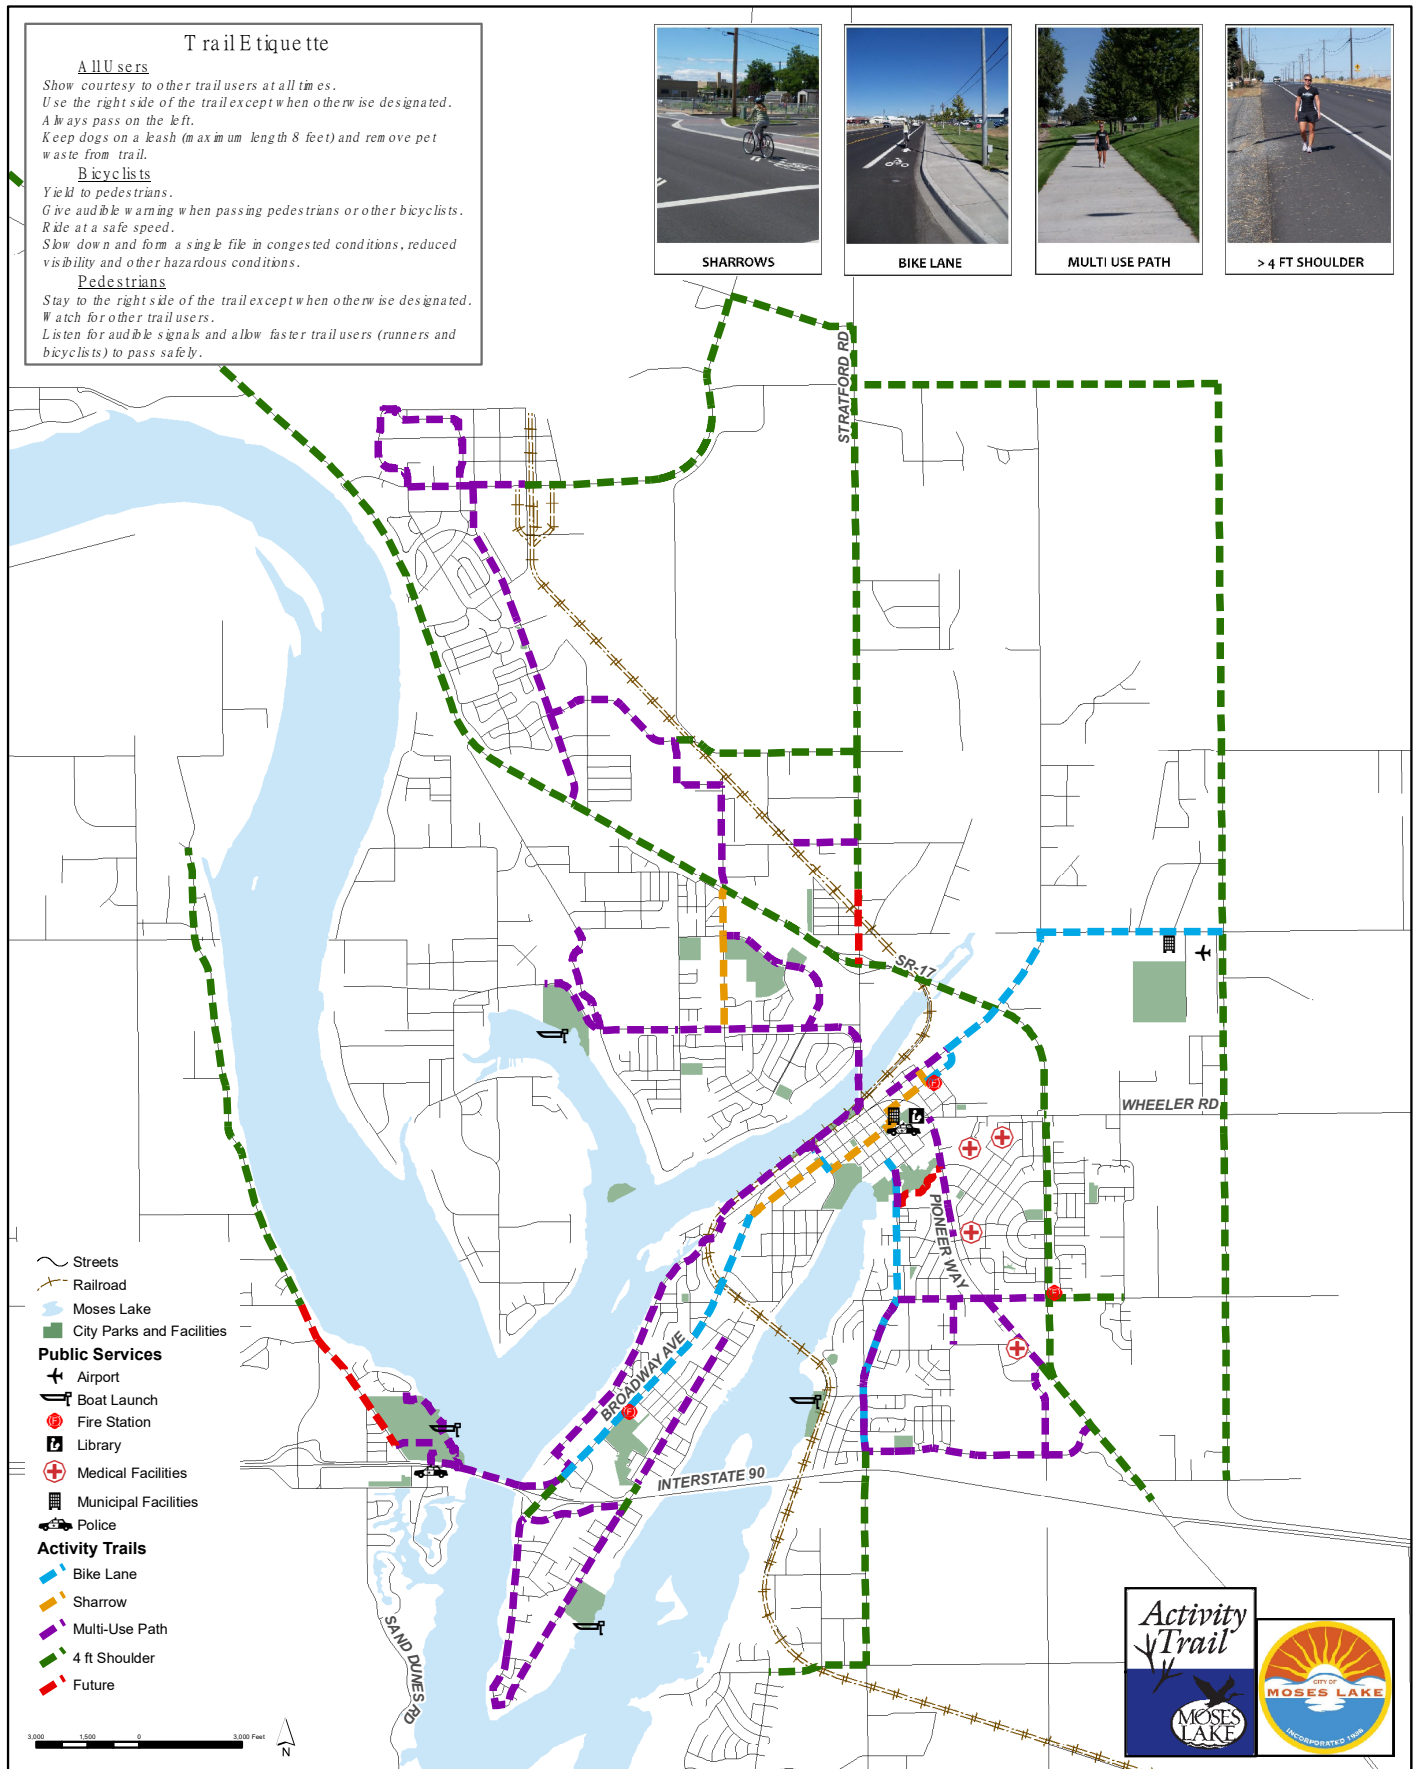 Trail Etiquette
All Users
Show courtesy to other trail users at all times.
Use the right side of the trail except when otherwise designated.
Always pass on the left.
Keep dogs on a leash (maximum length 8 feet) and remove pet
waste from trail.
Bicyclists
Yield to pedestrians.
Give audible warning when passing pedestrians or other bicyclists.
Ride at a safe speed.
Slow down and form a single file in congested conditions, reduced
visibility and other hazardous conditions.
Pedestrians
Stay to the right side of the trail except when otherwise designated.
Watch for other trail users.
Listen for audible signals and allow faster trail users (runners and
bicyclists) to pass safely.
SHARROWS
BIKE LANE
MULTI USE PATH
> 4 FT SHOULDER
STRATFORD RD
SR-17
WHEELER RD
PIONEER WAY
BROADWAY AVE
INTERSTATE 90
SAND DUNES RD
Streets
Railroad
Moses Lake
City Parks and Facilities
Public Services
Airport
Boat Launch
Fire Station
Library
Medical Facilities
Municipal Facilities
Police
Activity Trails
Bike Lane
Sharrow
Multi-Use Path
4 ft Shoulder
Future
3,000 1,500 0 3,000 Feet
N
Activity
Trail
MOSES
LAKE
CITY OF
MOSES LAKE
INCORPORATED 1938